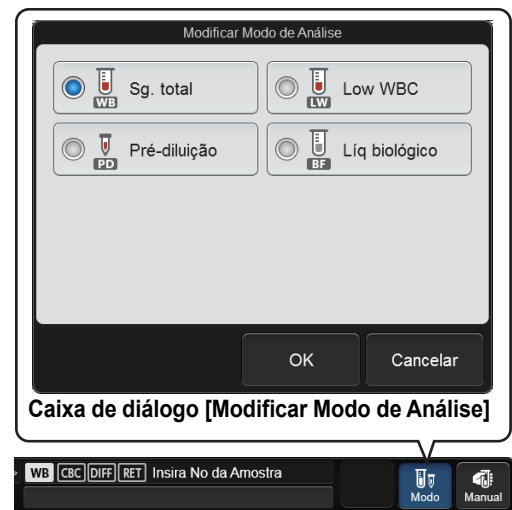 Modificar Modo de Análise
WB Sg. total
LW Low WBC
PD Pré-diluição
BF Líq biológico
OK Cancelar
Caixa de diálogo [Modificar Modo de Análise]
WB CBC DIFF RET Insira No da Amostra
Modo Manual